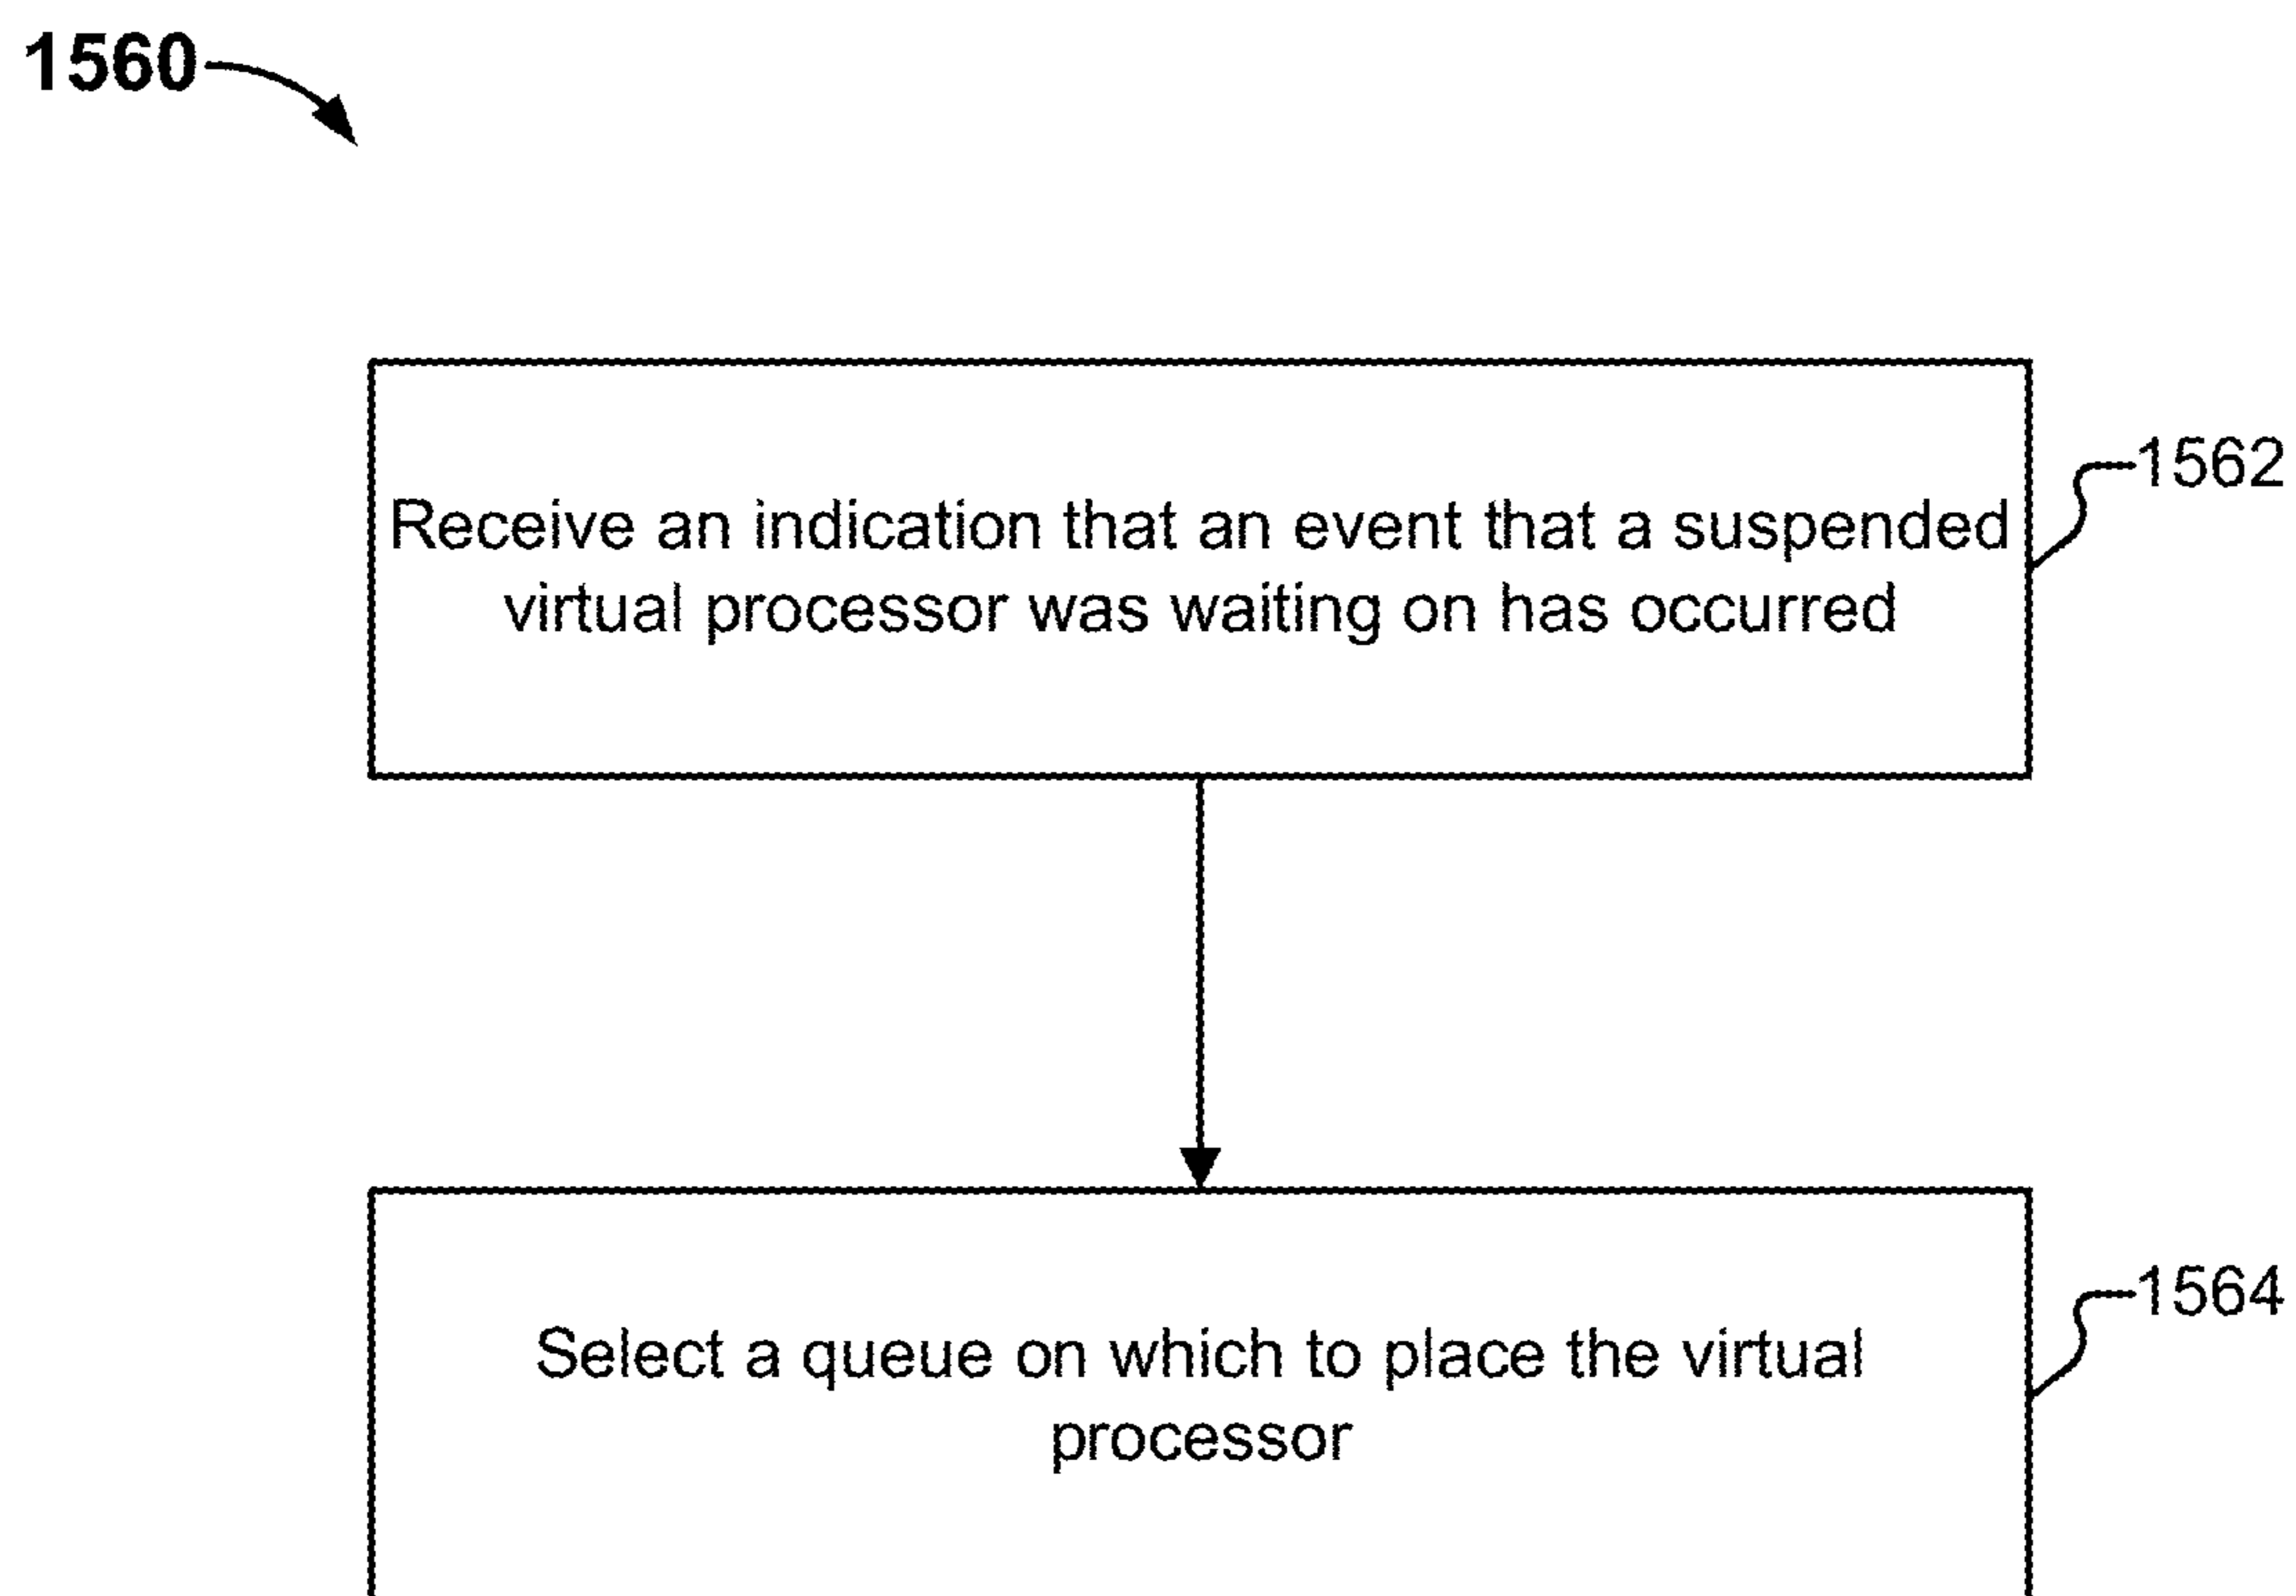 1560
Receive an indication that an event that a suspended
virtual processor was waiting on has occurred
1562
Select a queue on which to place the virtual
processor
1564